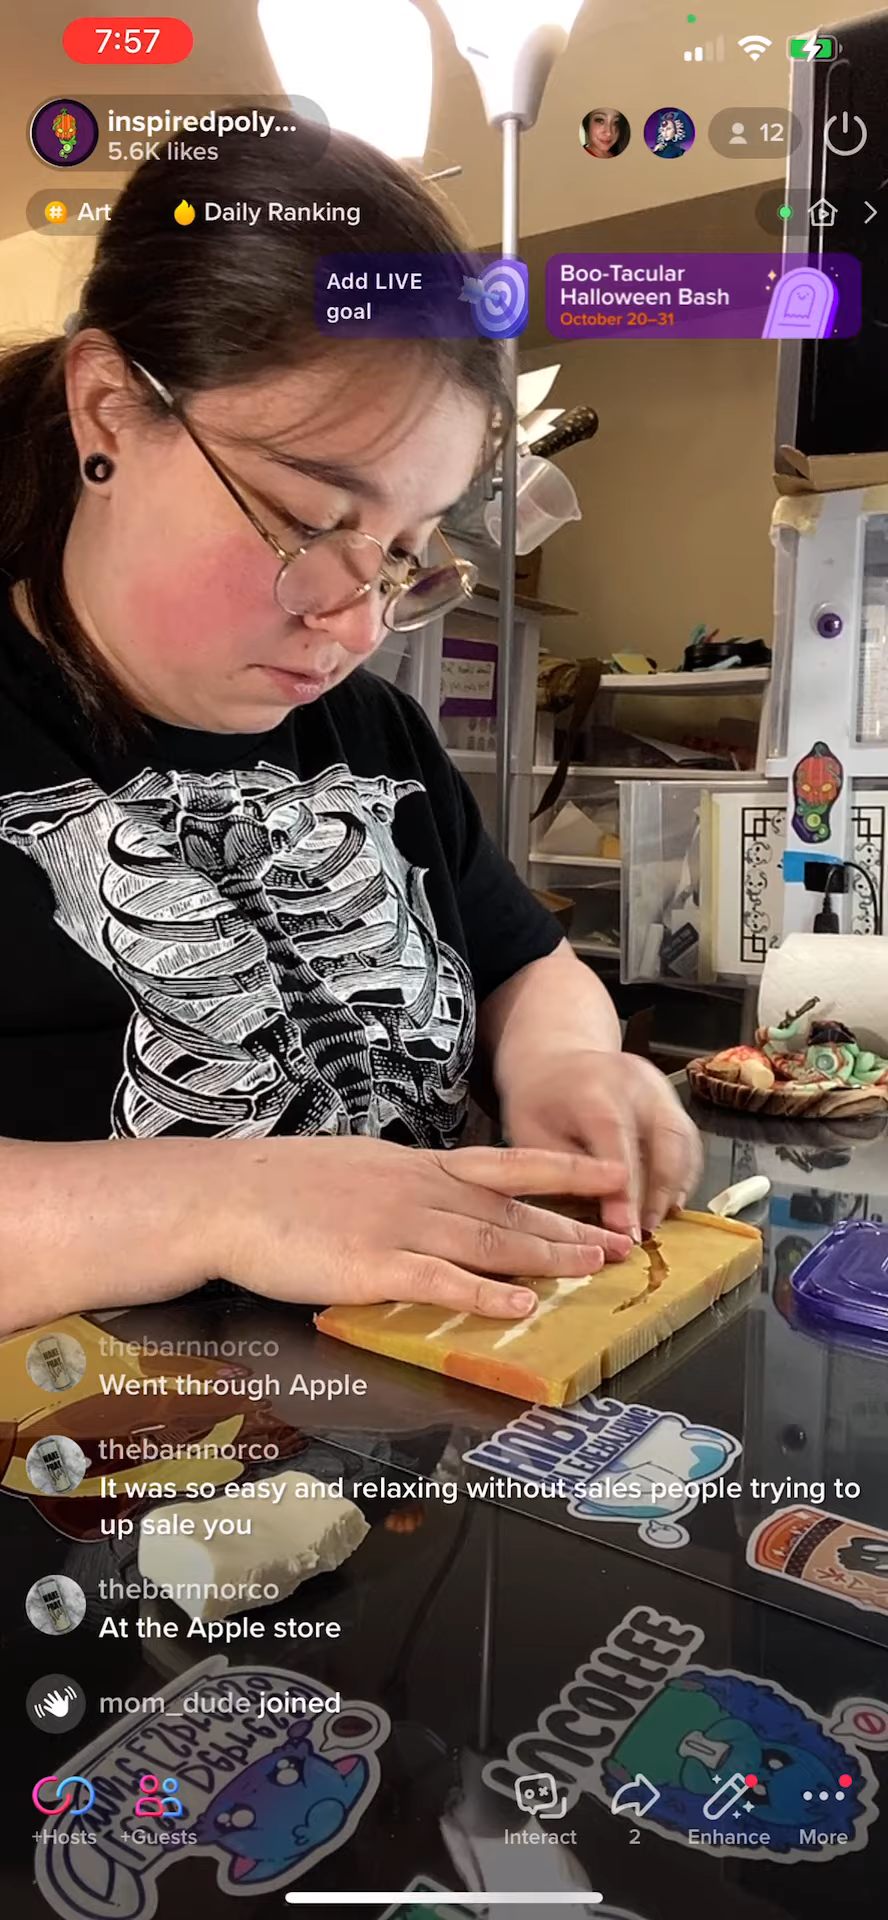 7:57
inspiredpoly...
5.6K likes
12
Art
Daily Ranking
Add LIVE
goal
Boo-Tacular
Halloween Bash
October 20–31
thebarnnorco
Went through Apple
thebarnnorco
It was so easy and relaxing without sales people trying to
up sale you
thebarnnorco
At the Apple store
mom_dude joined
+Hosts
+Guests
Interact
2
Enhance
More